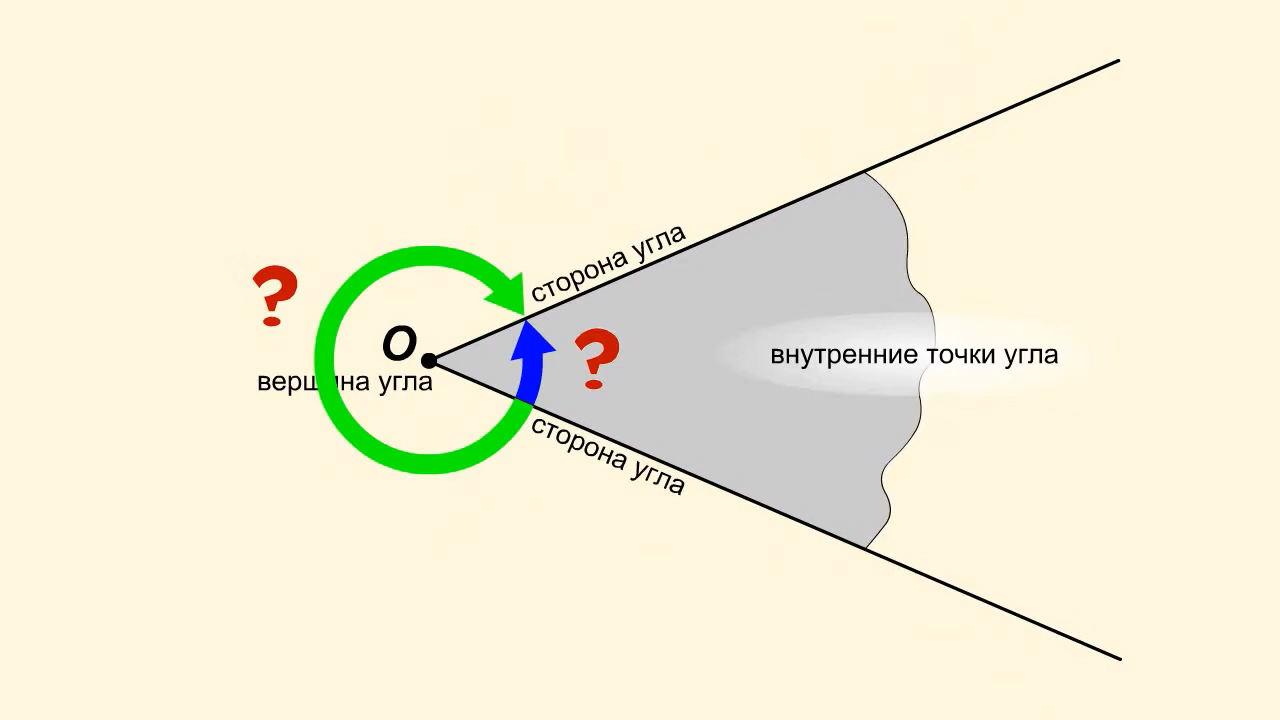 сторона угла
?
O
?
внутренние точки угла
вершина угла
сторона угла